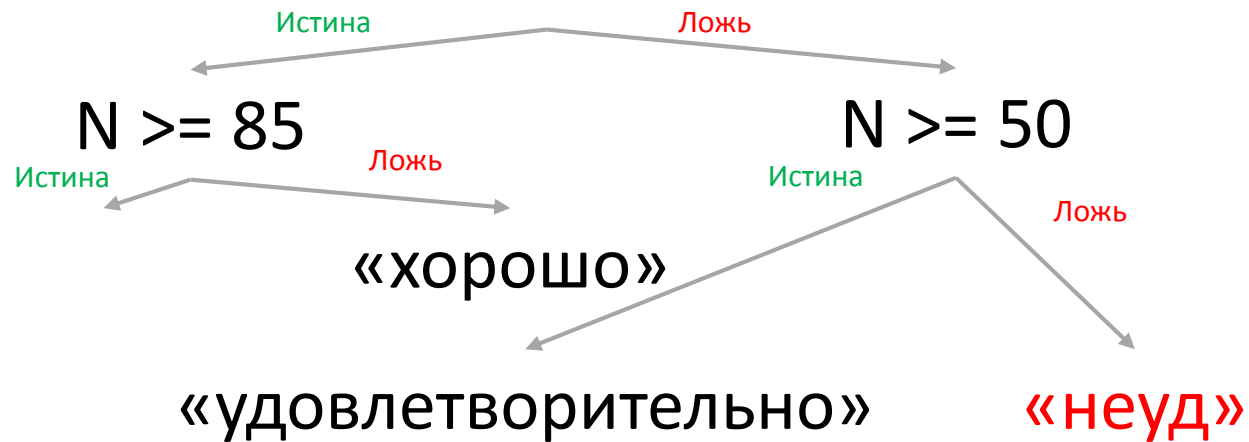 Истина Ложь
N >= 85 N >= 50
Истина Ложь Истина Ложь
«хорошо»
«удовлетворительно» «неуд»